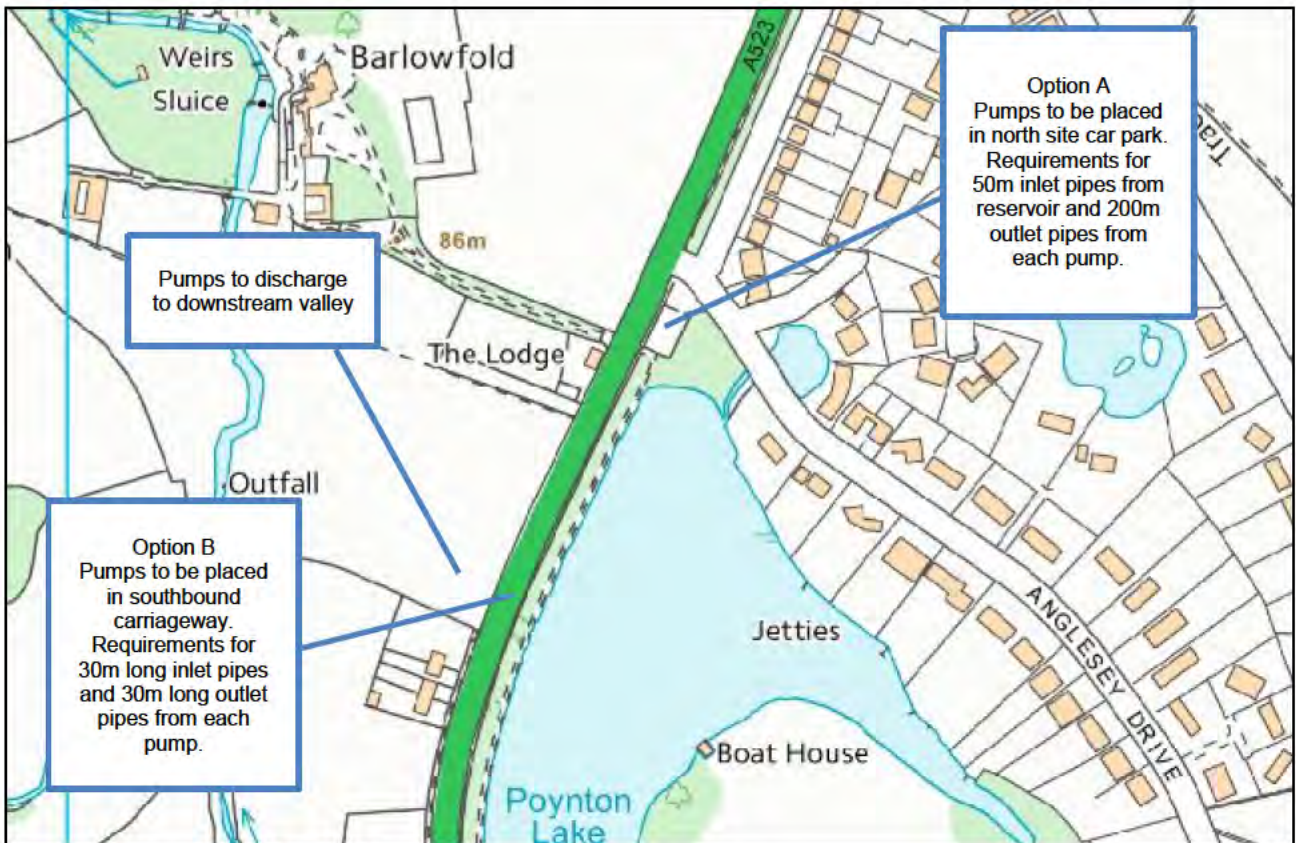 Weirs
Sluice
Barlowfold
A523
Option A
Pumps to be placed
in north site car park.
Requirements for
50m inlet pipes from
reservoir and 200m
outlet pipes from
each pump.
86m
Pumps to discharge
to downstream valley
The Lodge
Outfall
Option B
Pumps to be placed
in southbound
carriageway.
Requirements for
30m long inlet pipes
and 30m long outlet
pipes from each
pump.
Jetties
ANGLESEY DRIVE
Boat House
Poynton
Lake